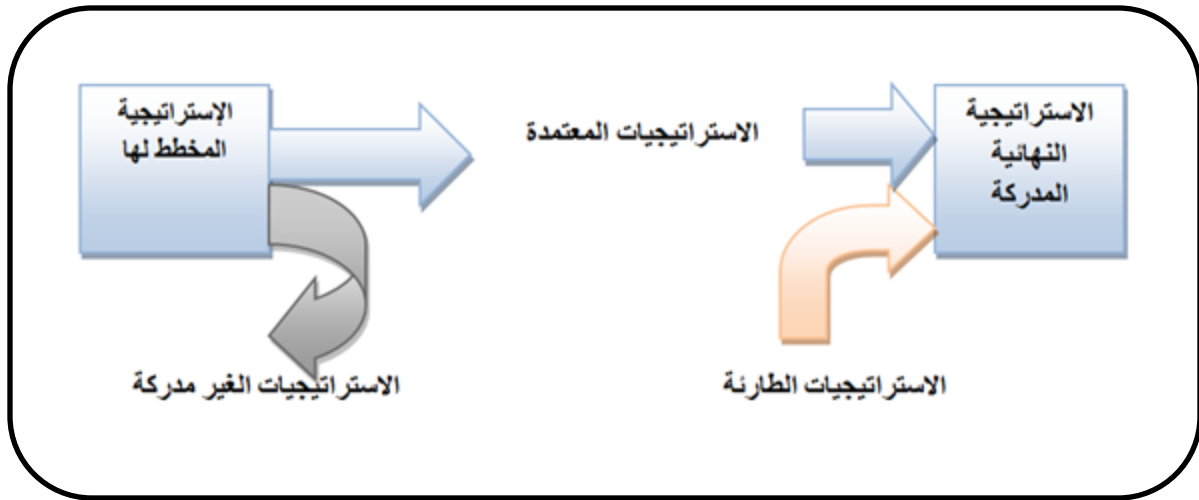 الإستراتيجية
المخطط لها
الاستراتيجيات المعتمدة
الاستراتيجية
النهائية
المدركة
الاستراتيجيات الغير مدركة
الاستراتيجيات الطارئة